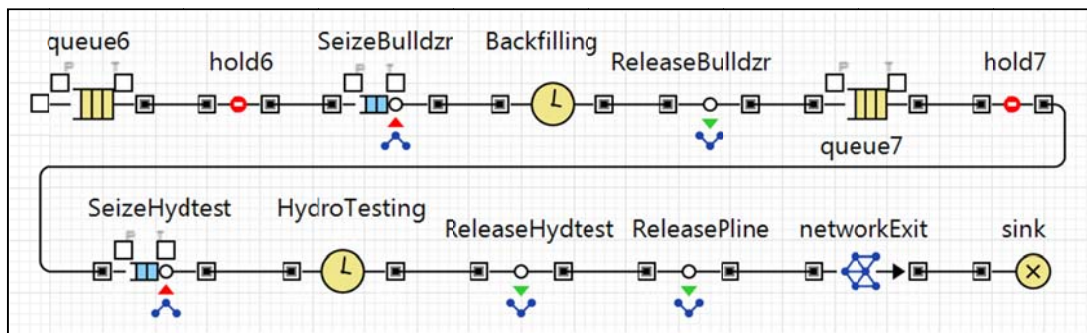 queue6
hold6
SeizeBulldzr
Backfilling
ReleaseBulldzr
queue7
hold7
P T
P T
SeizeHydtest
P T
HydroTesting
ReleaseHydtest
ReleasePline
networkExit
sink